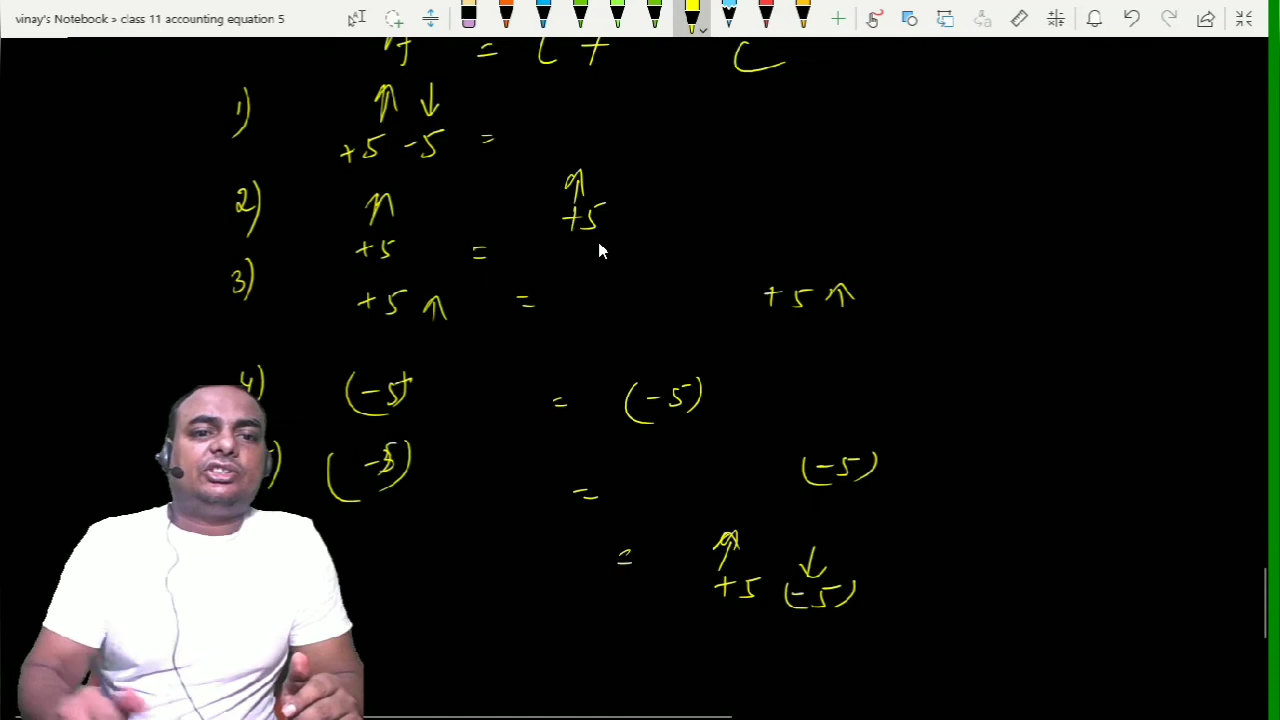 vinay's Notebook > class 11 accounting equation 5
A = L + C
1) ↑ ↓
+5 -5 =
2) ↑ ↑
+5 = +5
3) +5 ↑ = +5 ↑
4) (-5) = (-5)
) (-5) = (-5)
= ↑ ↓
+5 (-5)